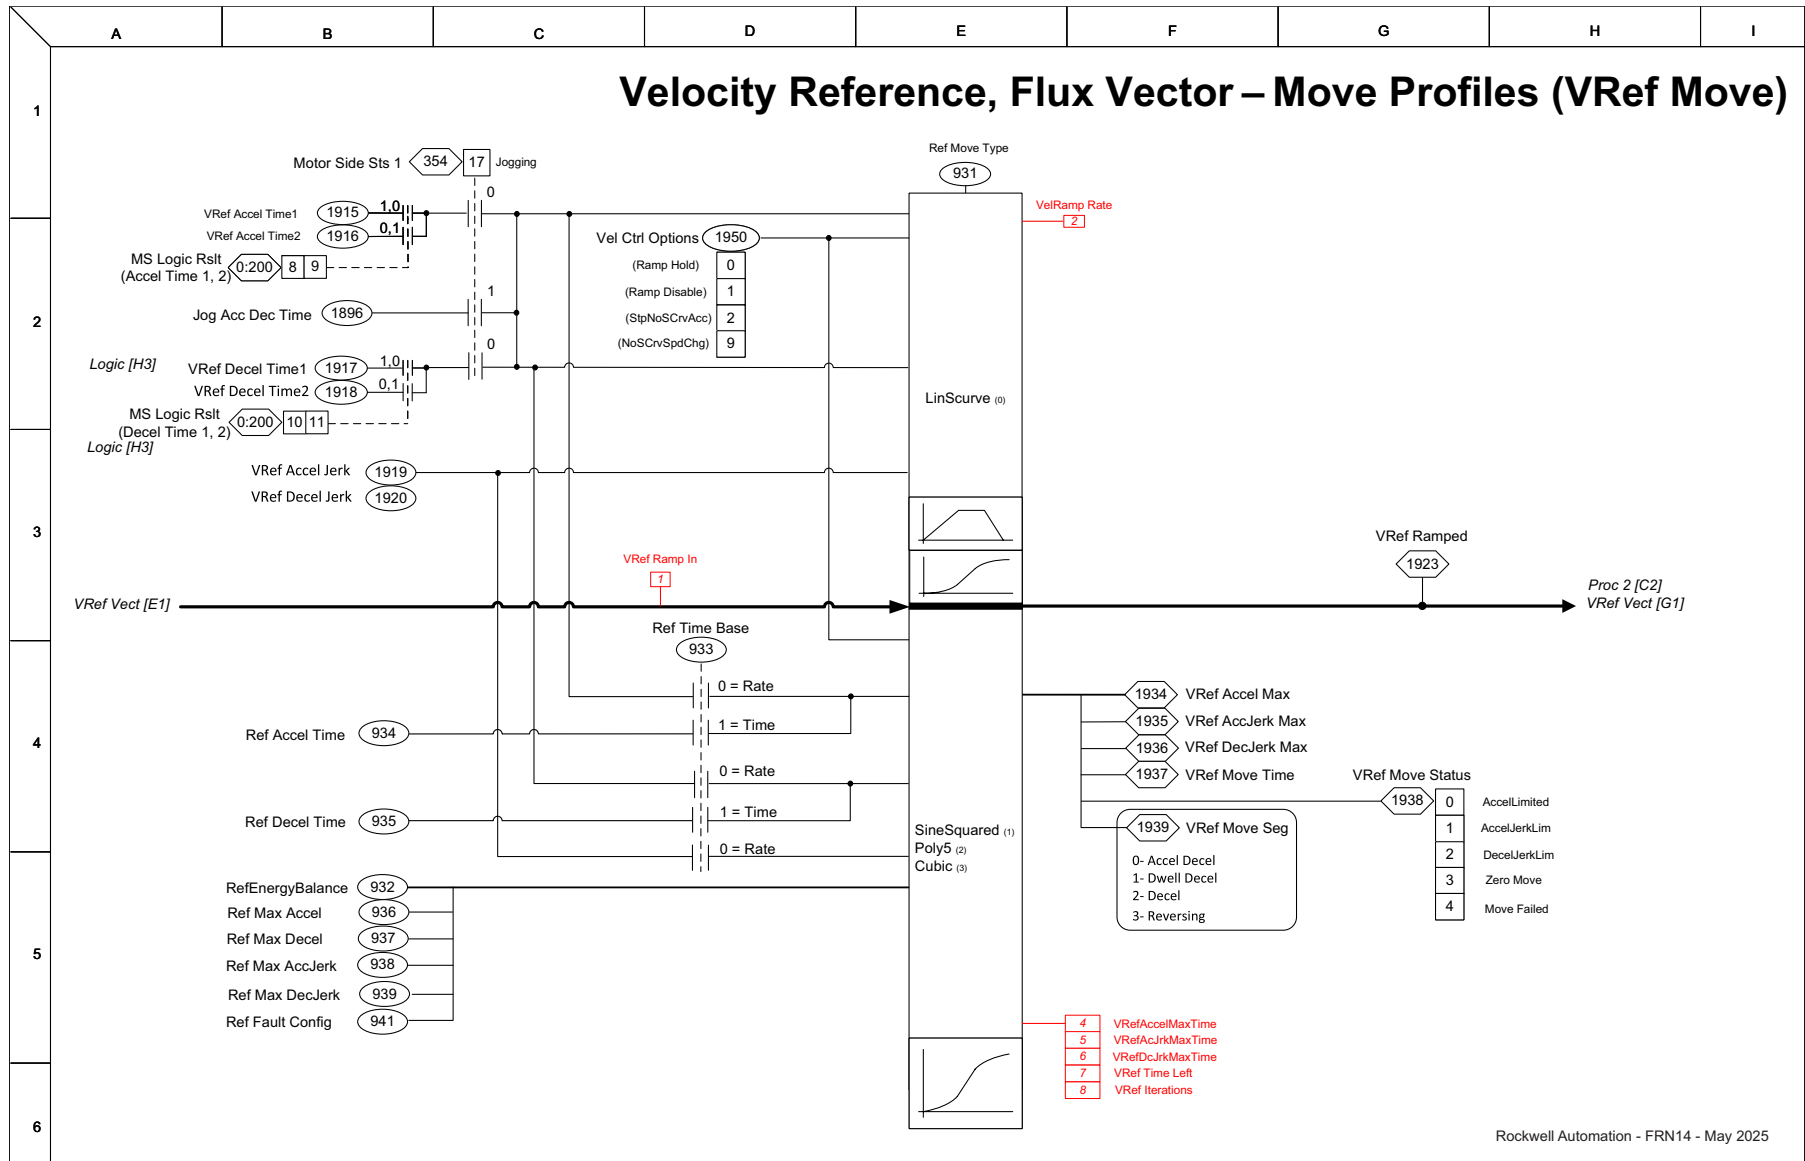 A B C D E F G H I
Velocity Reference, Flux Vector – Move Profiles (VRef Move)
1
2
3
4
5
6
Motor Side Sts 1 354 17 Jogging
0
VRef Accel Time1 1915 1,0
VRef Accel Time2 1916 0,1
MS Logic Rslt
(Accel Time 1, 2) 0:200 8 9
1
Jog Acc Dec Time 1896
0
Logic [H3]
VRef Decel Time1 1917 1,0
VRef Decel Time2 1918 0,1
MS Logic Rslt
(Decel Time 1, 2) 0:200 10 11
Logic [H3]
VRef Accel Jerk 1919
VRef Decel Jerk 1920
Vel Ctrl Options 1950
(Ramp Hold) 0
(Ramp Disable) 1
(StpNoSCrvAcc) 2
(NoSCrvSpdChg) 9
Ref Move Type
931
VelRamp Rate
2
LinScurve (0)
VRef Ramp In
1
VRef Vect [E1]
VRef Ramped
1923
Proc 2 [C2]
VRef Vect [G1]
Ref Time Base
933
0 = Rate
Ref Accel Time 934 1 = Time
0 = Rate
Ref Decel Time 935 1 = Time
0 = Rate
SineSquared (1)
Poly5 (2)
Cubic (3)
RefEnergyBalance 932
Ref Max Accel 936
Ref Max Decel 937
Ref Max AccJerk 938
Ref Max DecJerk 939
Ref Fault Config 941
1934 VRef Accel Max
1935 VRef AccJerk Max
1936 VRef DecJerk Max
1937 VRef Move Time
VRef Move Status
1938 0 AccelLimited
1 AccelJerkLim
2 DecelJerkLim
3 Zero Move
4 Move Failed
1939 VRef Move Seg
0- Accel Decel
1- Dwell Decel
2- Decel
3- Reversing
4 VRefAccelMaxTime
5 VRefAcJrkMaxTime
6 VRefDcJrkMaxTime
7 VRef Time Left
8 VRef Iterations
Rockwell Automation - FRN14 - May 2025